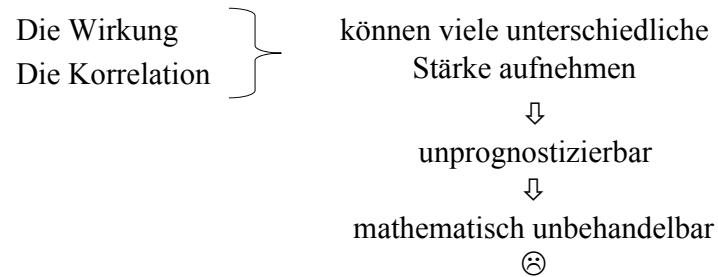 Die Wirkung
Die Korrelation
können viele unterschiedliche
Stärke aufnehmen
⇩
unprognostizierbar
⇩
mathematisch unbehandelbar
☹